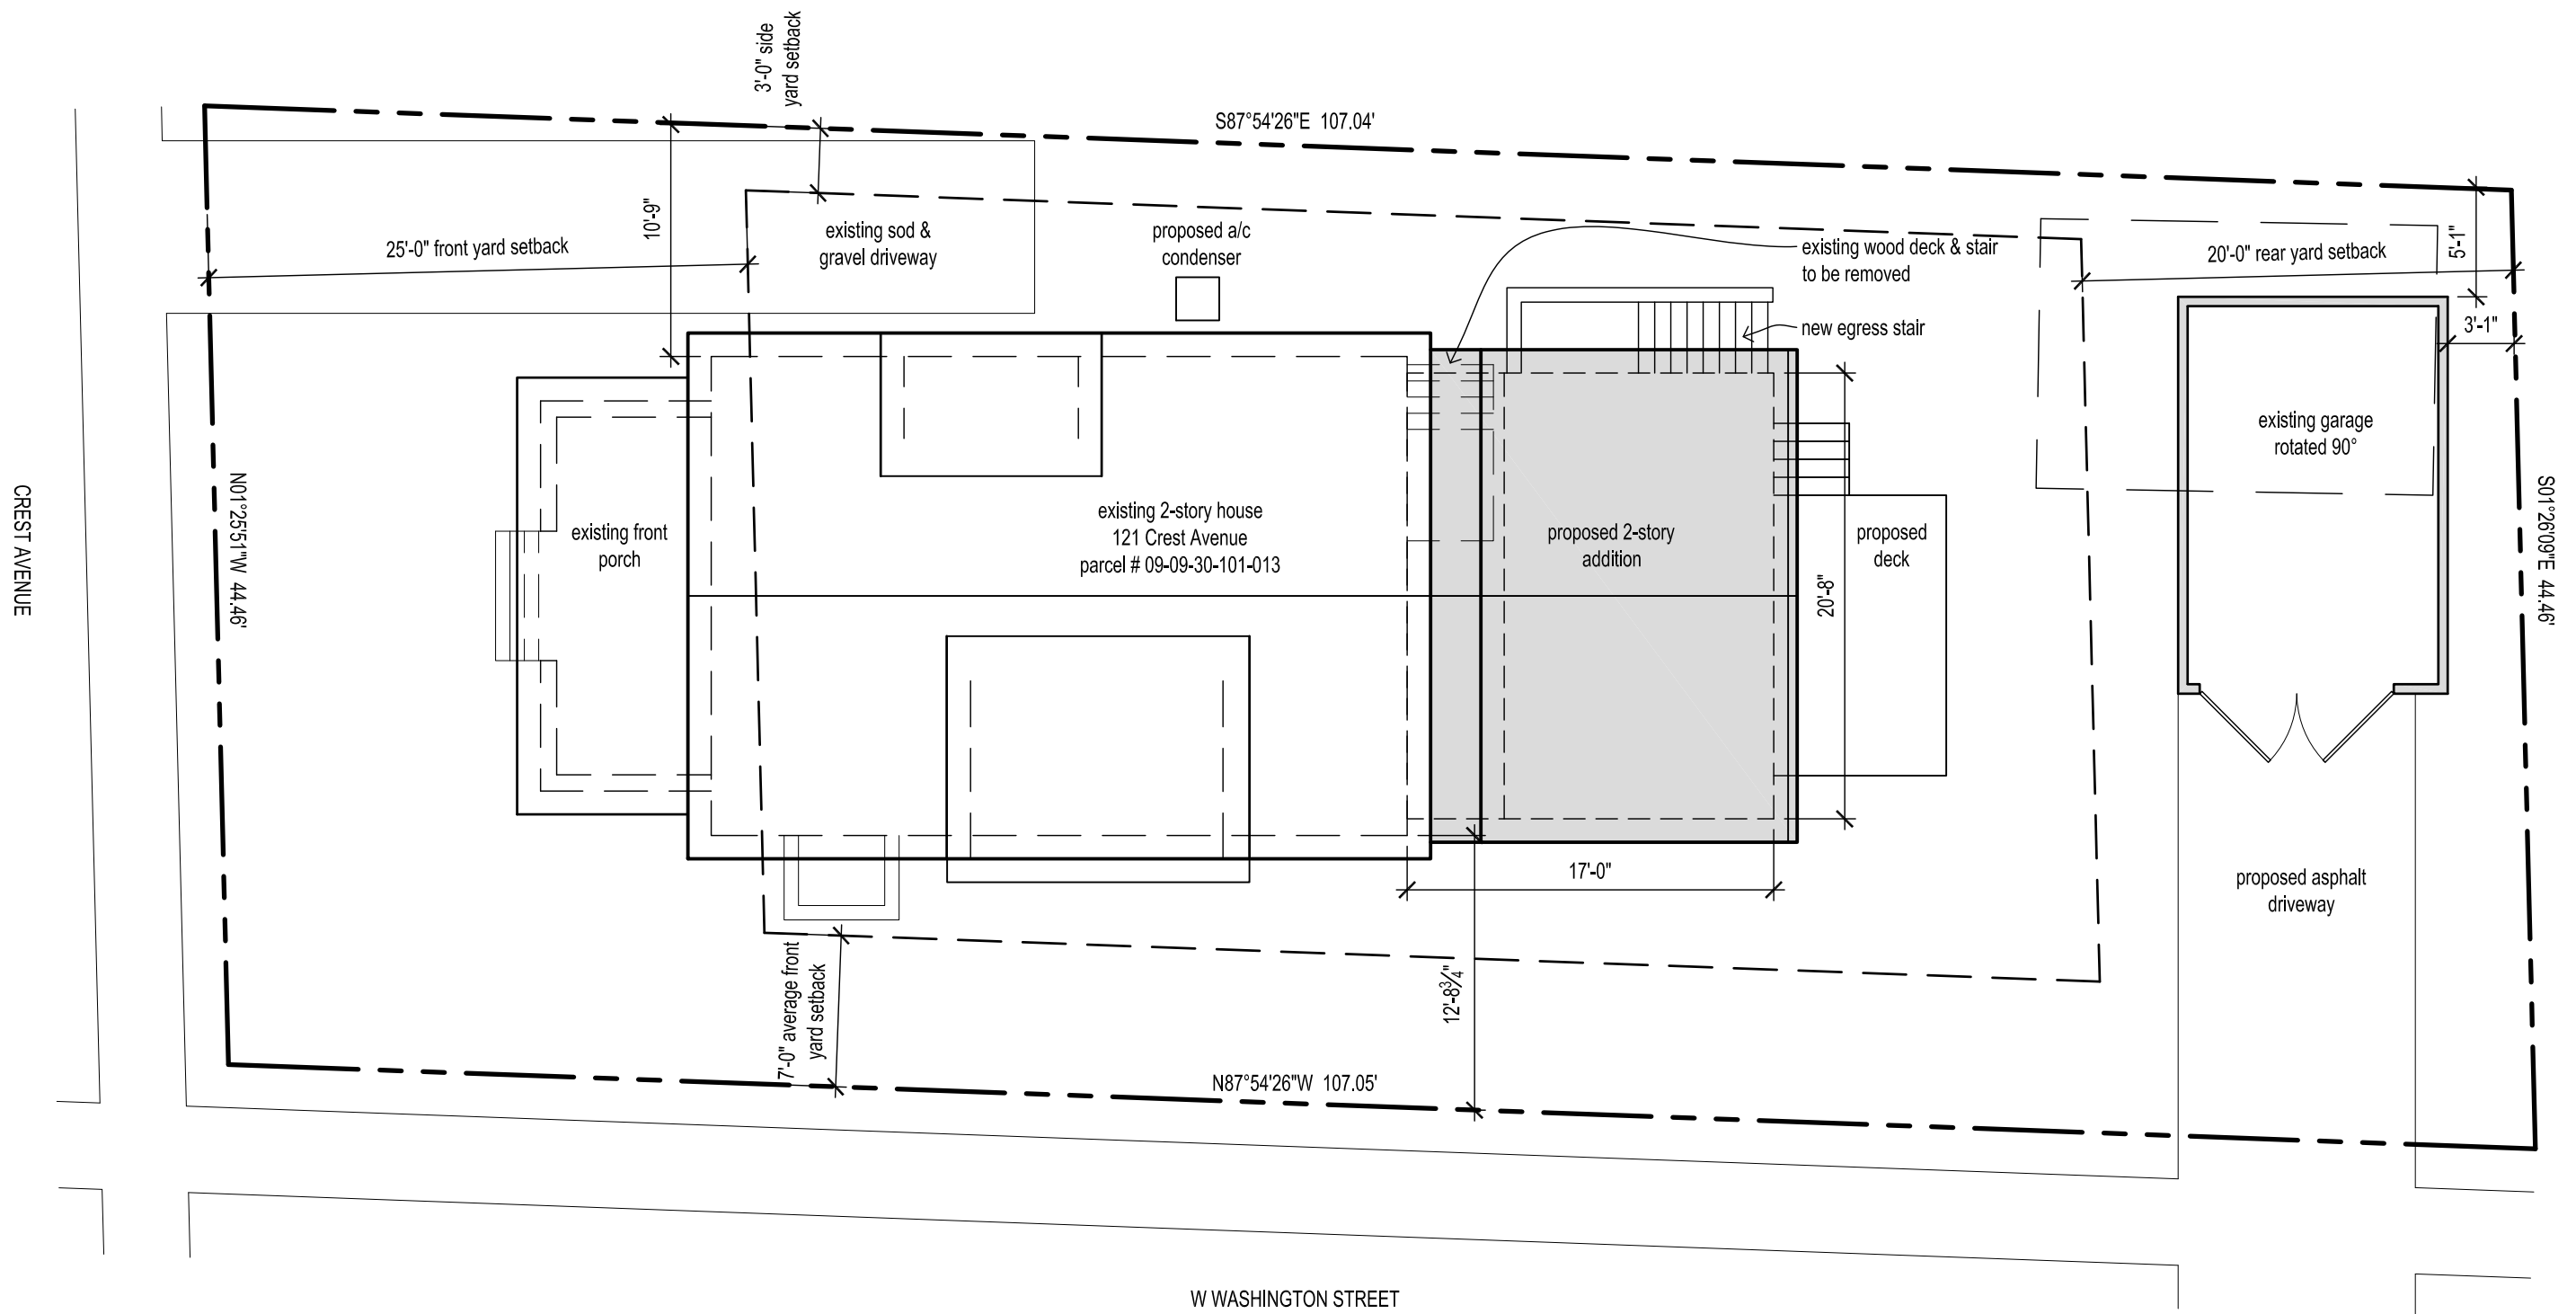 3'-0" side
yard setback
S87°54'26"E 107.04'
10'-9"
25'-0" front yard setback
existing sod &
gravel driveway
proposed a/c
condenser
existing wood deck & stair
to be removed
20'-0" rear yard setback
5'-1"
new egress stair
3'-1"
existing garage
rotated 90°
CREST AVENUE
N01°25'51"W 44.46'
existing front
porch
existing 2-story house
121 Crest Avenue
parcel # 09-09-30-101-013
proposed 2-story
addition
proposed
deck
20'-8"
S01°26'09"E 44.46'
17'-0"
proposed asphalt
driveway
7'-0" average front
yard setback
12'-8¾"
N87°54'26"W 107.05'
W WASHINGTON STREET